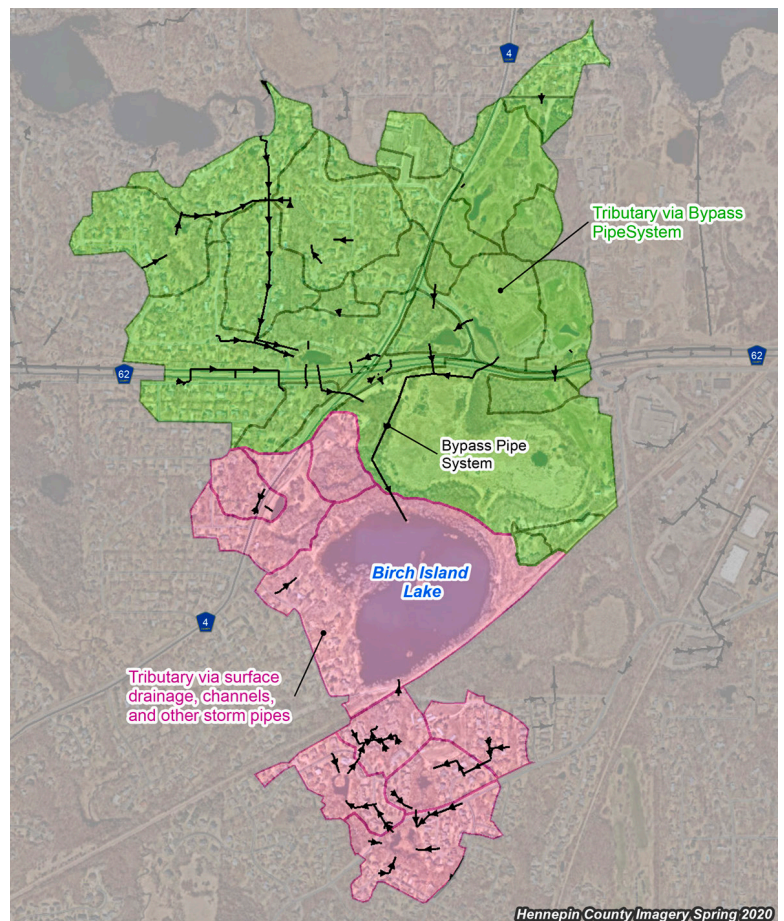 4
Tributary via Bypass
PipeSystem
62
62
Bypass Pipe
System
Birch Island
Lake
4
Tributary via surface
drainage, channels,
and other storm pipes
Hennepin County Imagery Spring 2020